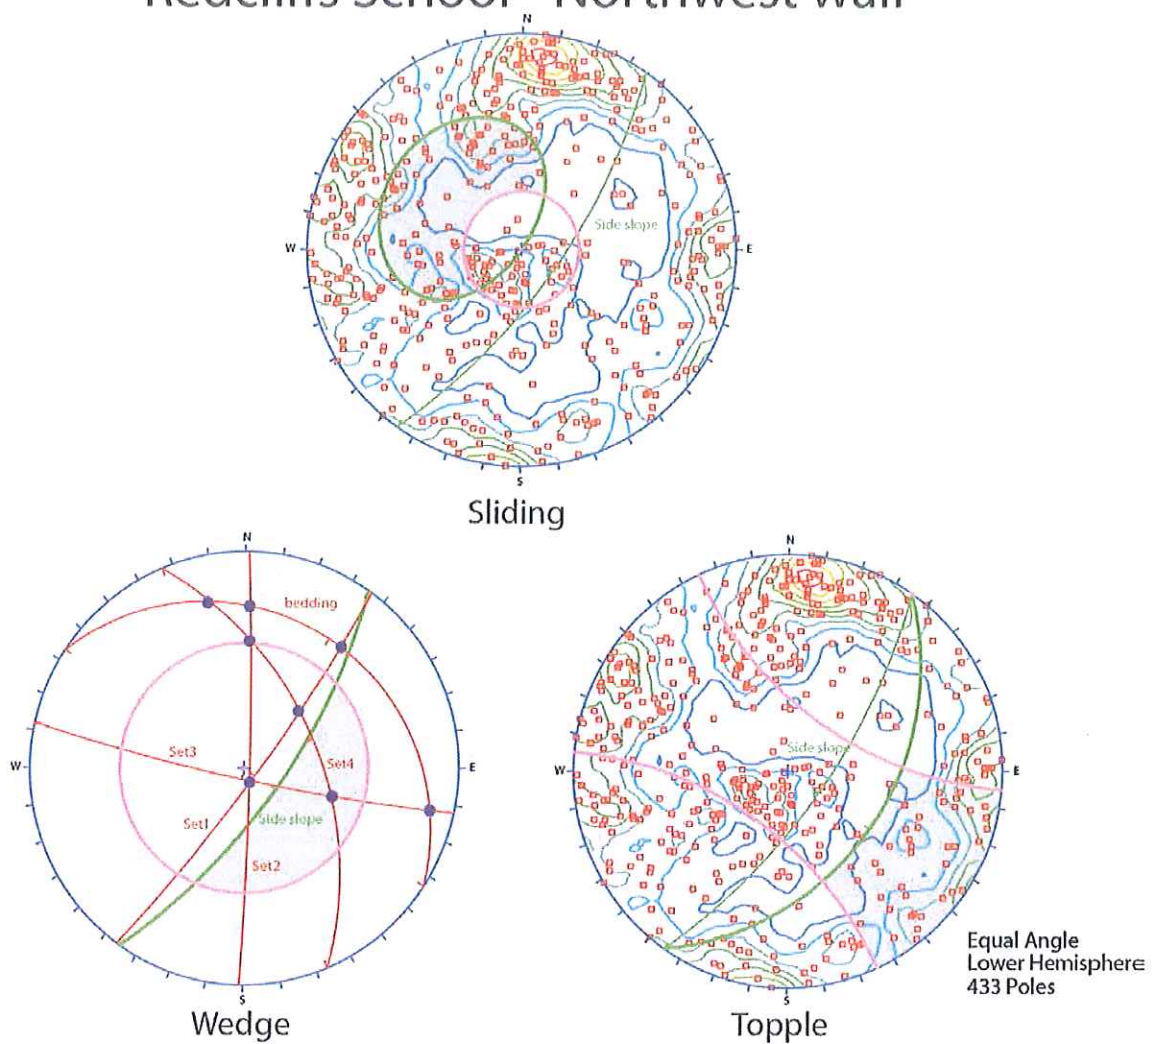 Redcliffs School - Northwest wall
N
W
E
Side slope
S
Sliding
N
bedding
Set3
W
E
Set4
Set1
Side slope
Set2
S
Wedge
N
Side slope
W
E
S
Topple
Equal Angle
Lower Hemisphere
433 Poles